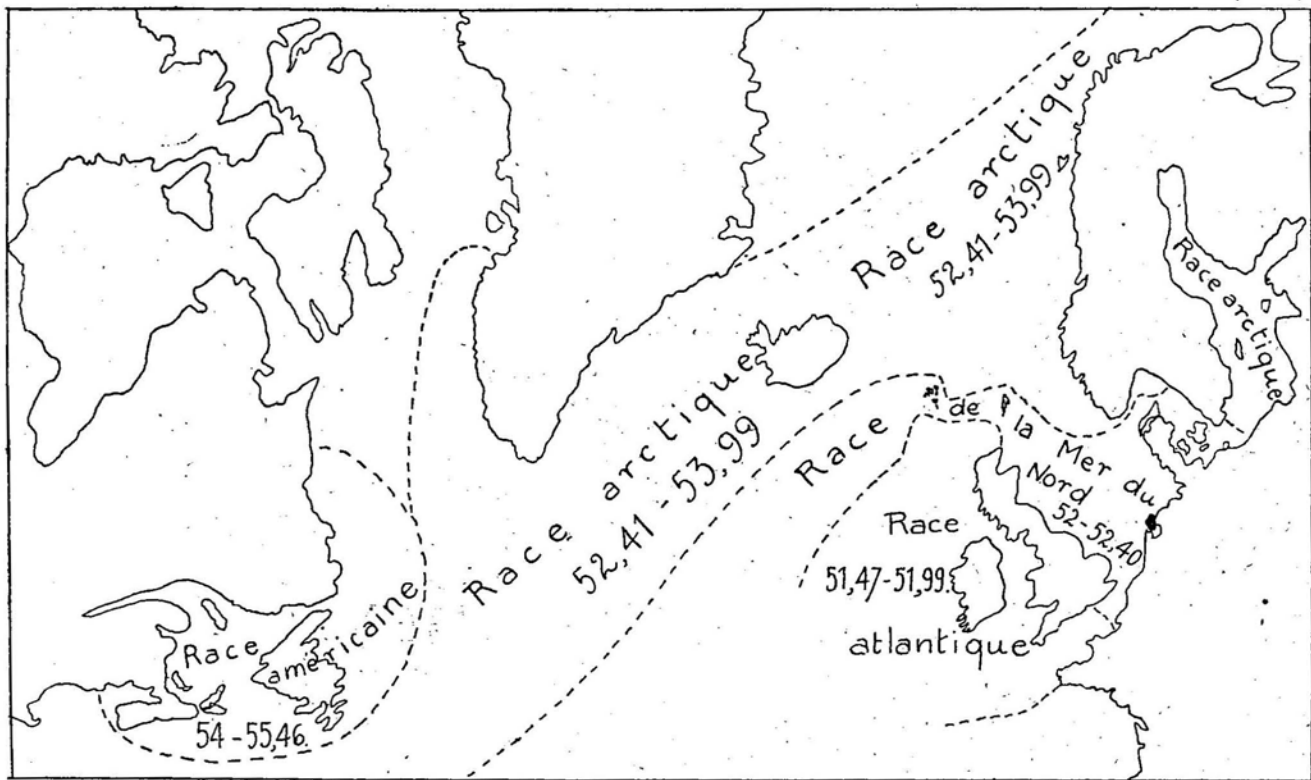 Race arctique
52,41-53,99
Race arctique
Race arctique
52,41-53,99
Race de la Mer du Nord
52-52,40
Race
51,47-51,99
atlantique
Race américaine
54-55,46